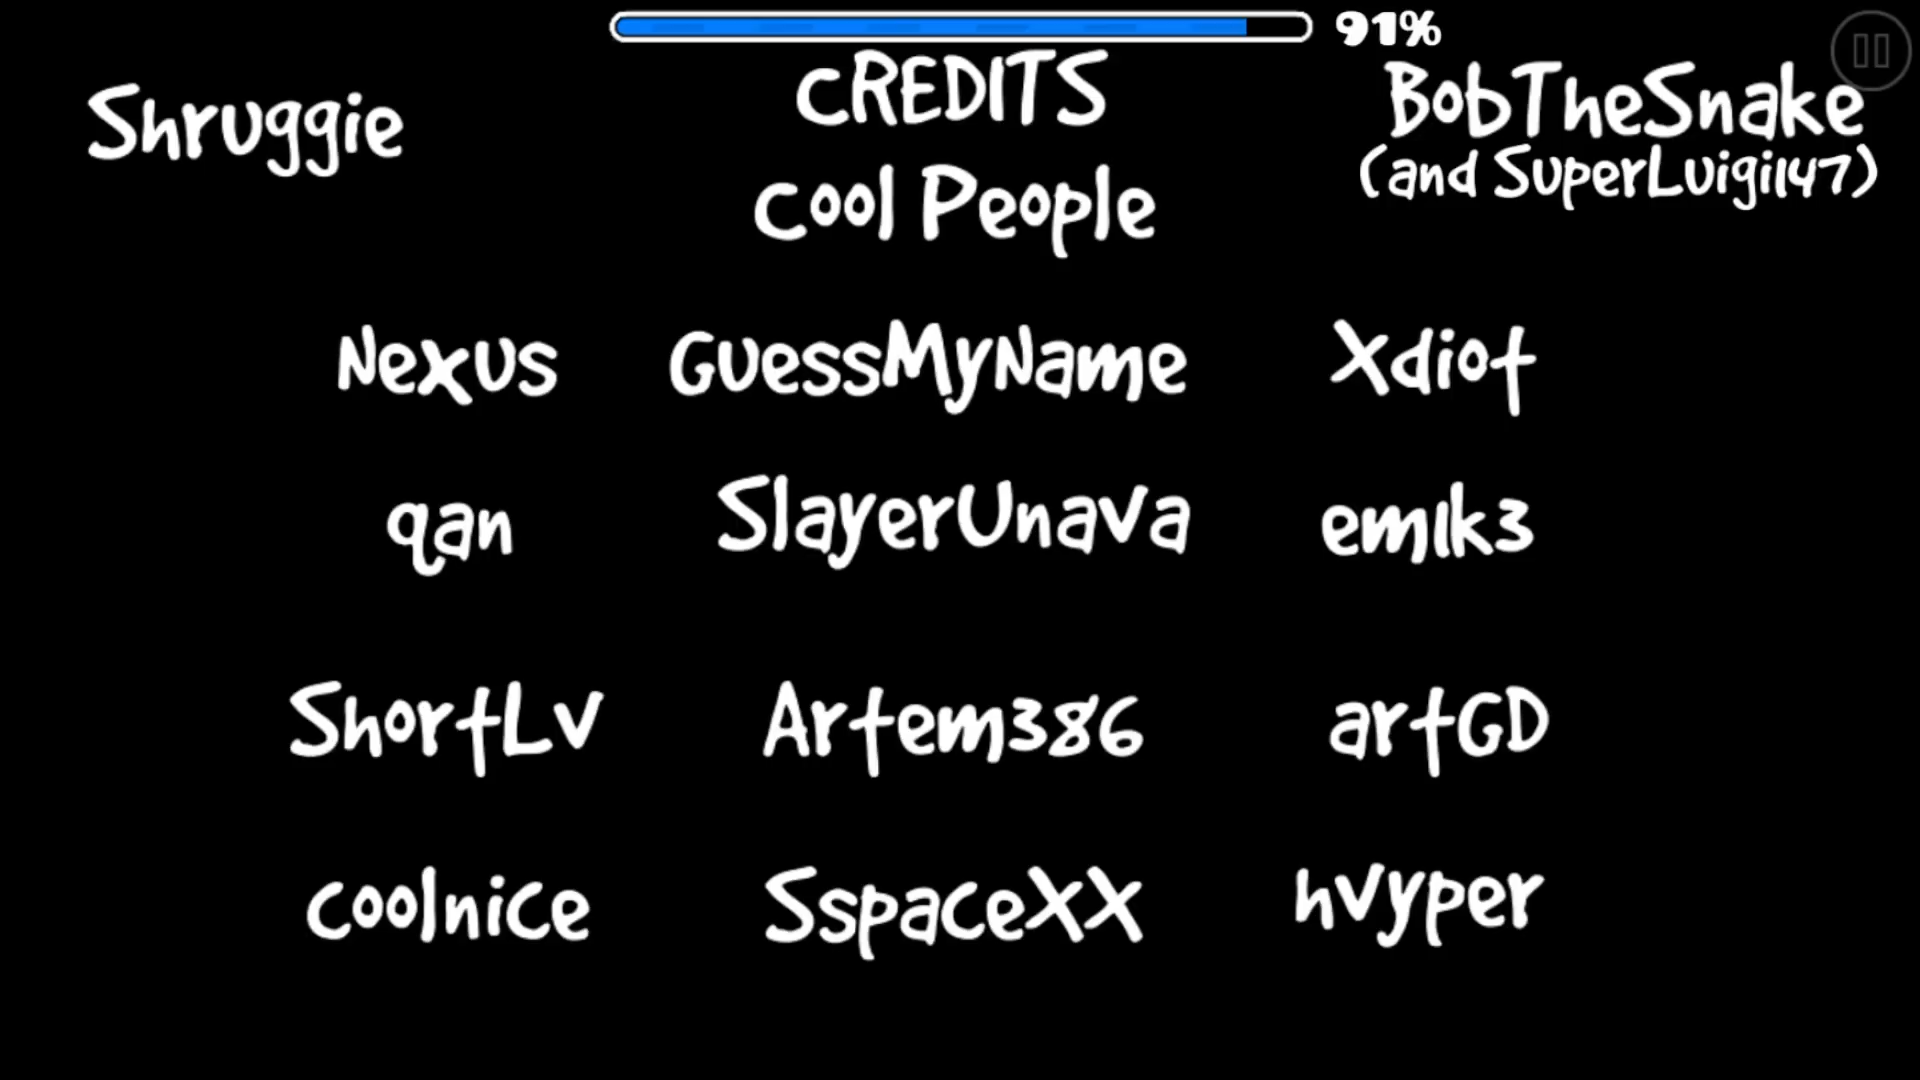 91%
Shruggie
CREDITS
BobTheSnake
(and SuperLuigi147)
Cool People
Nexus
GuessMyName
Xdiot
qan
SlayerUnava
em1k3
ShortLV
Artem386
artGD
coolnice
SspaceXX
hvyper